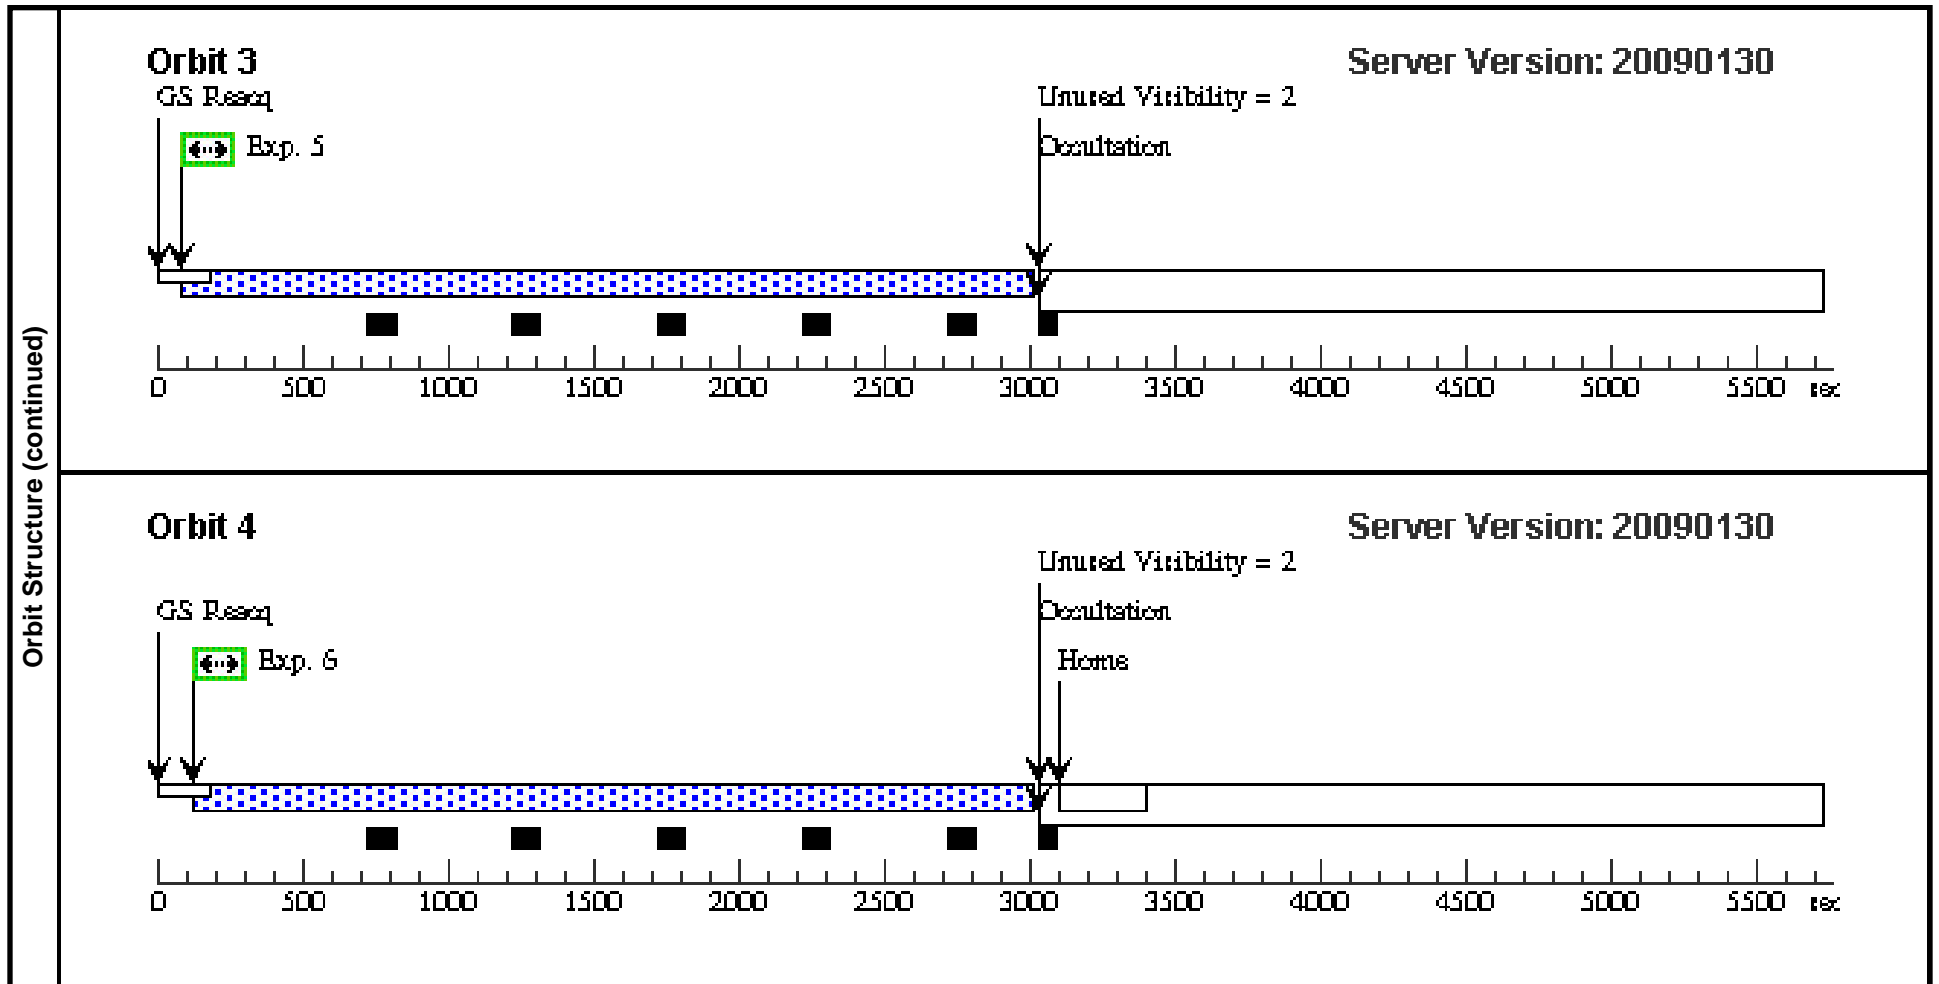 Orbit Structure (continued)
Orbit 3
Server Version: 20090130
GS Reacq
Unused Visibility = 2
Exp. 5
Occultation
0 500 1000 1500 2000 2500 3000 3500 4000 4500 5000 5500 sec
Orbit 4
Server Version: 20090130
Unused Visibility = 2
GS Reacq
Occultation
Exp. 6
Home
0 500 1000 1500 2000 2500 3000 3500 4000 4500 5000 5500 sec